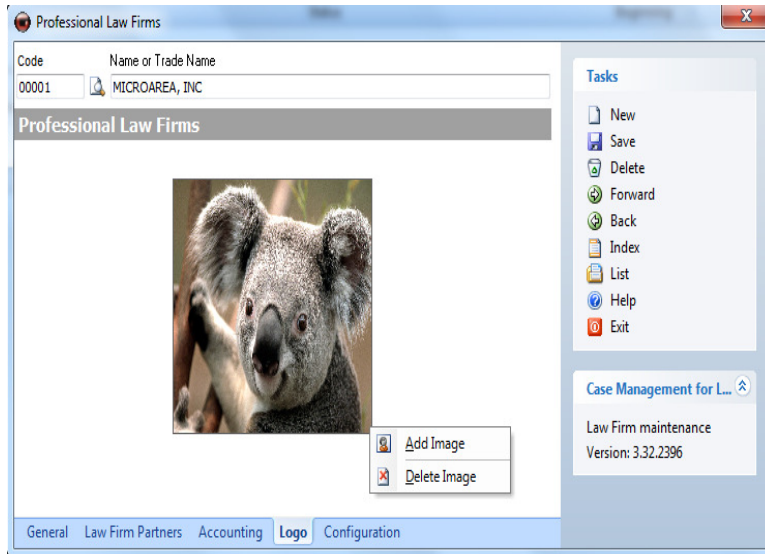 Professional Law Firms
Code Name or Trade Name
00001 MICROAREA, INC
Professional Law Firms
Add Image
Delete Image
General Law Firm Partners Accounting Logo Configuration
Tasks
New
Save
Delete
Forward
Back
Index
List
Help
Exit
Case Management for L...
Law Firm maintenance
Version: 3.32.2396